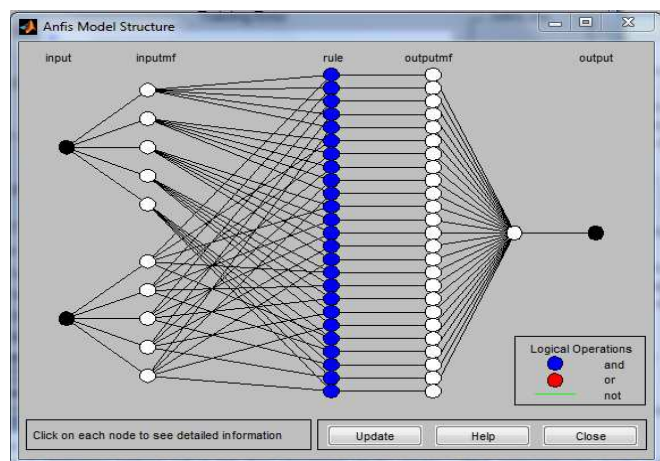 Anfis Model Structure
input
inputmf
rule
outputmf
output
Logical Operations
and
or
not
Click on each node to see detailed information
Update
Help
Close